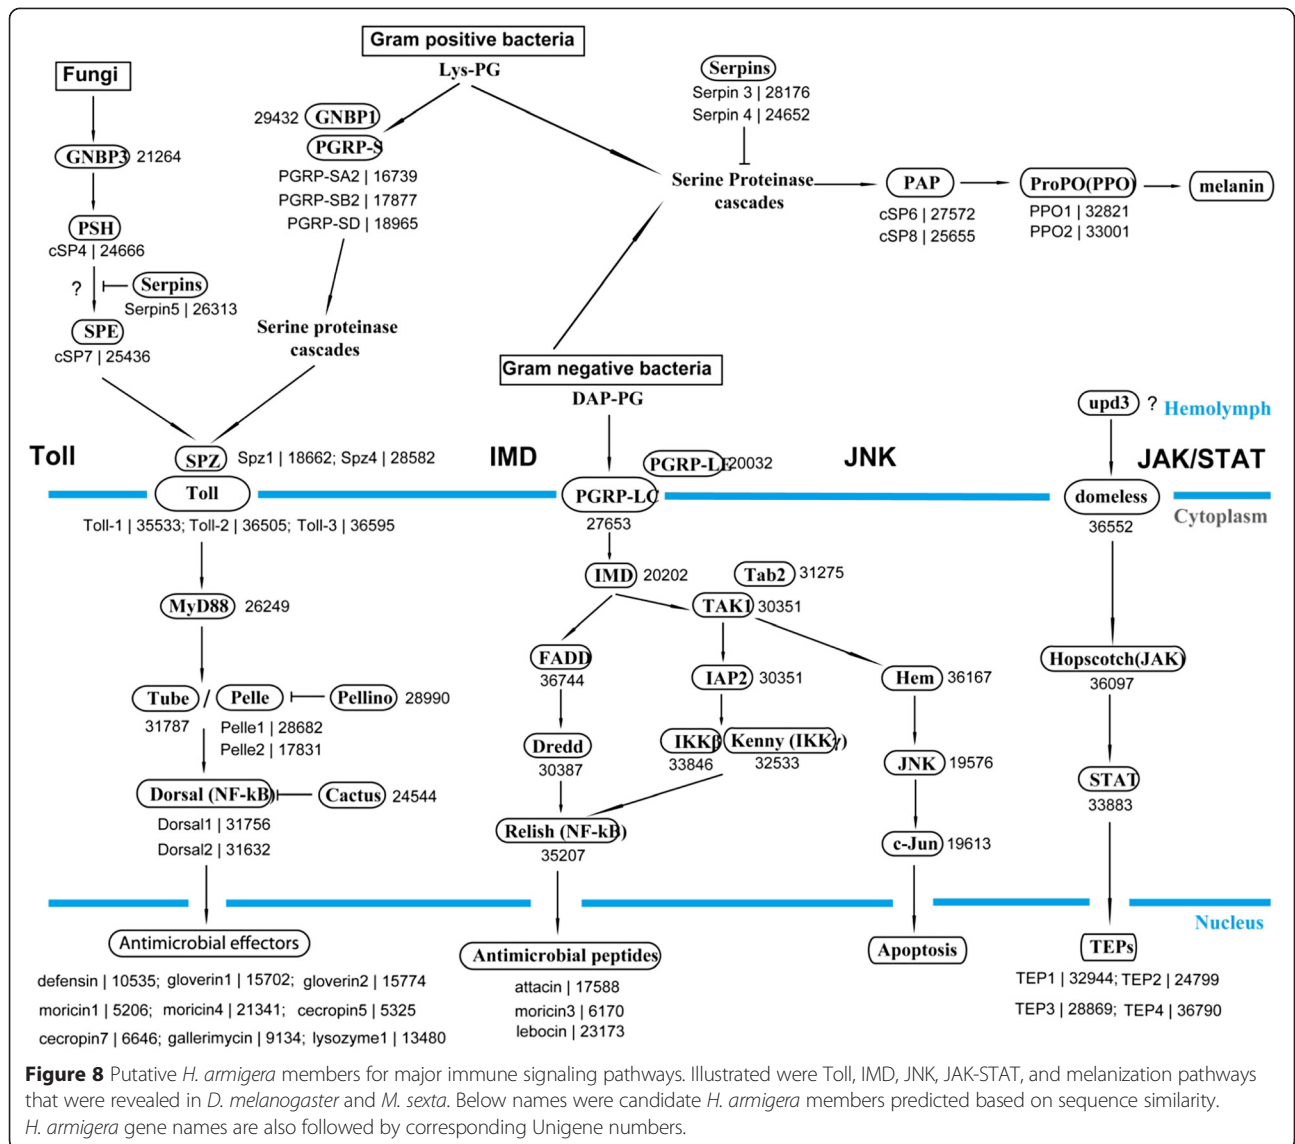 Gram positive bacteria
Lys-PG
Fungi
GNBP3 21264
PSH
cSP4 | 24666
?
Serpins
Serpin5 | 26313
SPE
cSP7 | 25436
29432 GNBP1
PGRP-S
PGRP-SA2 | 16739
PGRP-SB2 | 17877
PGRP-SD | 18965
Serine proteinase
cascades
Serpins
Serpin 3 | 28176
Serpin 4 | 24652
Serine Proteinase
cascades
PAP
cSP6 | 27572
cSP8 | 25655
ProPO(PPO)
PPO1 | 32821
PPO2 | 33001
melanin
Gram negative bacteria
DAP-PG
upd3 ? Hemolymph
Toll
SPZ Spz1 | 18662; Spz4 | 28582
Toll
Toll-1 | 35533; Toll-2 | 36505; Toll-3 | 36595
MyD88 26249
Tube / Pelle Pellino 28990
31787
Pelle1 | 28682
Pelle2 | 17831
Dorsal (NF-kB) Cactus 24544
Dorsal1 | 31756
Dorsal2 | 31632
Antimicrobial effectors
defensin | 10535; gloverin1 | 15702; gloverin2 | 15774
moricin1 | 5206; moricin4 | 21341; cecropin5 | 5325
cecropin7 | 6646; gallerimycin | 9134; lysozyme1 | 13480
IMD
PGRP-LE 20032
PGRP-LC
27653
IMD 20202
Tab2 31275
TAK1 30351
FADD
36744
Dredd
30387
IAP2 30351
IKKβ
33846
Kenny (IKKγ)
32533
Relish (NF-kB)
35207
Antimicrobial peptides
attacin | 17588
moricin3 | 6170
lebocin | 23173
JNK
Hem 36167
JNK 19576
c-Jun 19613
Apoptosis
JAK/STAT
domeless
36552
Cytoplasm
Hopscotch(JAK)
36097
STAT
33883
Nucleus
TEPs
TEP1 | 32944; TEP2 | 24799
TEP3 | 28869; TEP4 | 36790
Figure 8 Putative H. armigera members for major immune signaling pathways. Illustrated were Toll, IMD, JNK, JAK-STAT, and melanization pathways
that were revealed in D. melanogaster and M. sexta. Below names were candidate H. armigera members predicted based on sequence similarity.
H. armigera gene names are also followed by corresponding Unigene numbers.